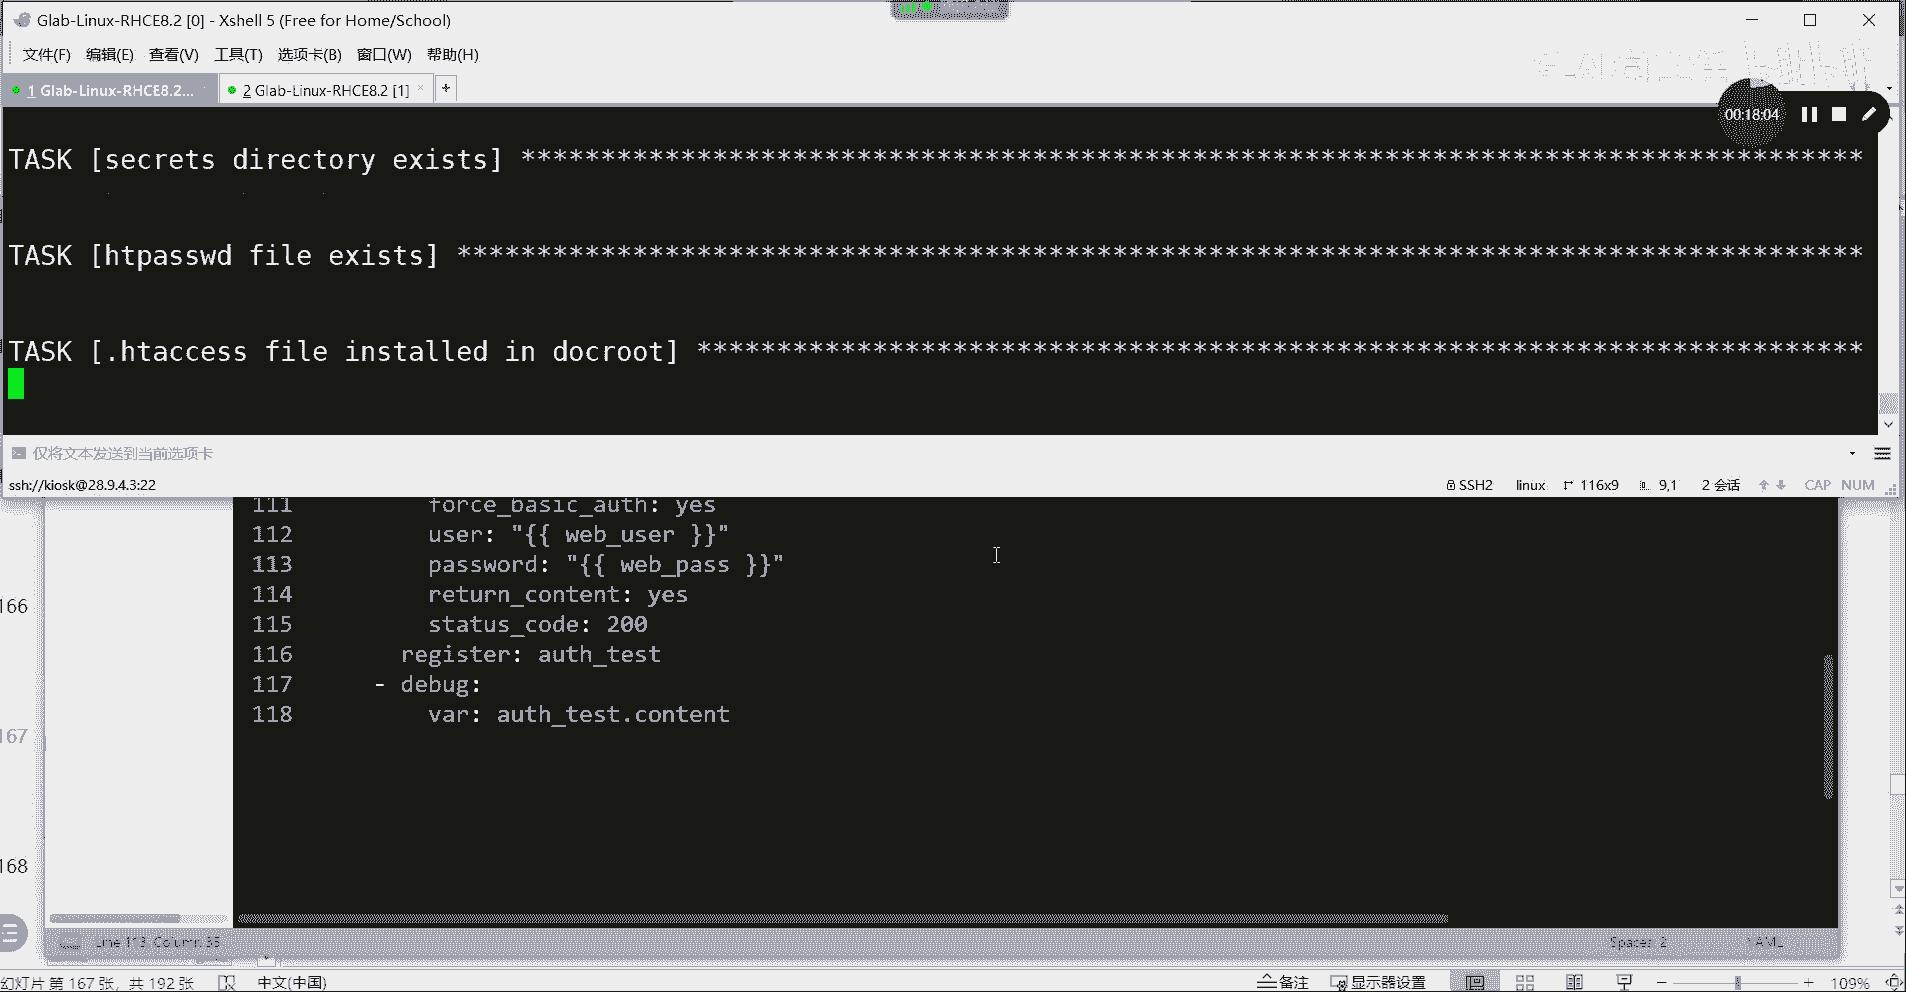 Glab-Linux-RHCE8.2 [0] - Xshell 5 (Free for Home/School)
文件(F) 编辑(E) 查看(V) 工具(T) 选项卡(B) 窗口(W) 帮助(H)
1 Glab-Linux-RHCE8.2... × 2 Glab-Linux-RHCE8.2 [1] × +
00:18:04
TASK [secrets directory exists] ************************************************************************************
TASK [htpasswd file exists] ****************************************************************************************
TASK [.htaccess file installed in docroot] *************************************************************************
仅将文本发送到当前选项卡
ssh://kiosk@28.9.4.3:22 SSH2 linux 116x9 9,1 2 会话 CAP NUM
111 force_basic_auth: yes
112 user: "{{ web_user }}"
113 password: "{{ web_pass }}"
114 return_content: yes
115 status_code: 200
116 register: auth_test
117 - debug:
118 var: auth_test.content
166
167
168
Line 113, Column 35 Spaces: 2 YAML
幻灯片 第 167 张，共 192 张 中文(中国) 备注 显示器设置 109%